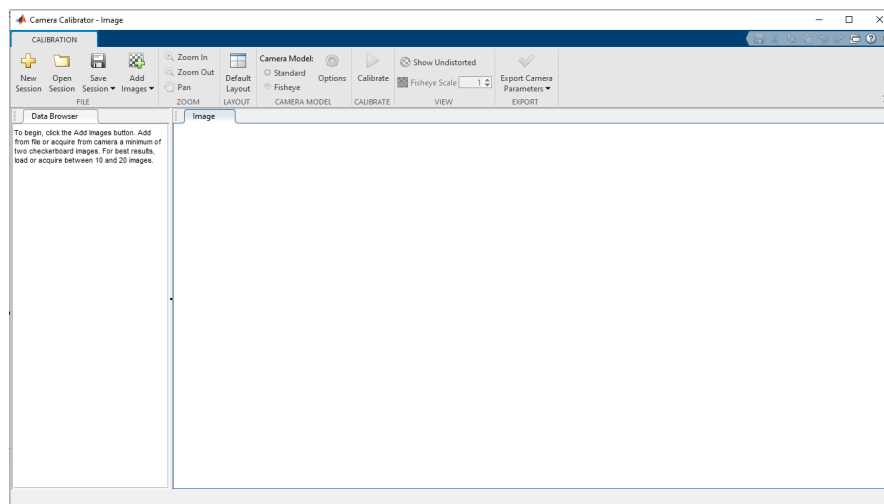 Camera Calibrator - Image
CALIBRATION
New Session
Open Session
Save Session
Add Images
FILE
Zoom In
Zoom Out
Pan
ZOOM
Default Layout
LAYOUT
Camera Model:
Standard
Fisheye
Options
CAMERA MODEL
Calibrate
CALIBRATE
Show Undistorted
Fisheye Scale 1
VIEW
Export Camera
Parameters
EXPORT
Data Browser
Image
To begin, click the Add Images button. Add
from file or acquire from camera a minimum of
two checkerboard images. For best results,
load or acquire between 10 and 20 images.